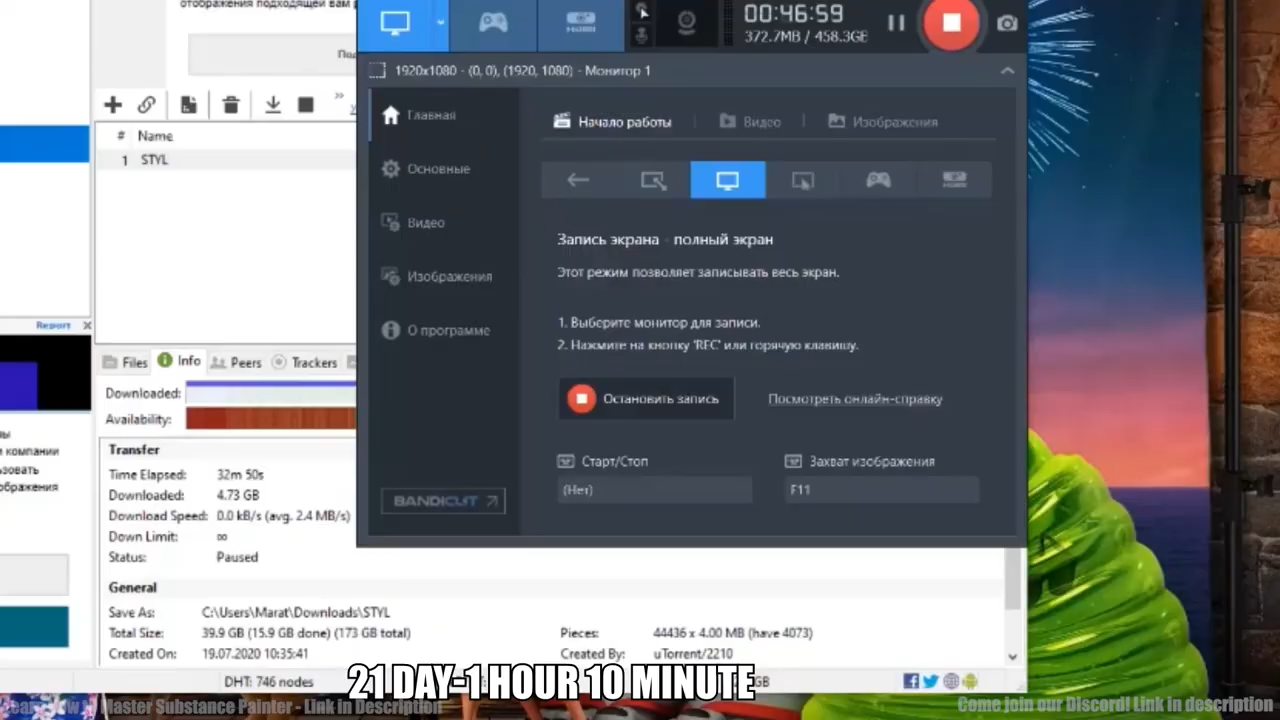 отображения подходящей вам р
00:46:59
372.7MB / 458.3GB
1920x1080 - (0, 0), (1920, 1080) - Монитор 1
Главная
Основные
Видео
Изображения
О программе
BANDICUT
Начало работы
Видео
Изображения
HDMI
Запись экрана - полный экран
Этот режим позволяет записывать весь экран.
1. Выберите монитор для записи.
2. Нажмите на кнопку 'REC' или горячую клавишу.
Остановить запись
Посмотреть онлайн-справку
Старт/Стоп
Захват изображения
(Нет)
F11
# Name
1 STYL
Report
Files Info Peers Trackers
Downloaded:
Availability:
Transfer
Time Elapsed: 32m 50s
Downloaded: 4.73 GB
Download Speed: 0.0 kB/s (avg. 2.4 MB/s)
Down Limit: ∞
Status: Paused
General
Save As: C:\Users\Marat\Downloads\STYL
Total Size: 39.9 GB (15.9 GB done) (173 GB total)
Pieces: 44436 x 4.00 MB (have 4073)
Created On: 19.07.2020 10:35:41
Created By: uTorrent/2210
DHT: 746 nodes
GB
и компании
ображения
21 DAY-1 HOUR 10 MINUTE
Master Substance Painter - Link in Description
Come join our Discord! Link in description